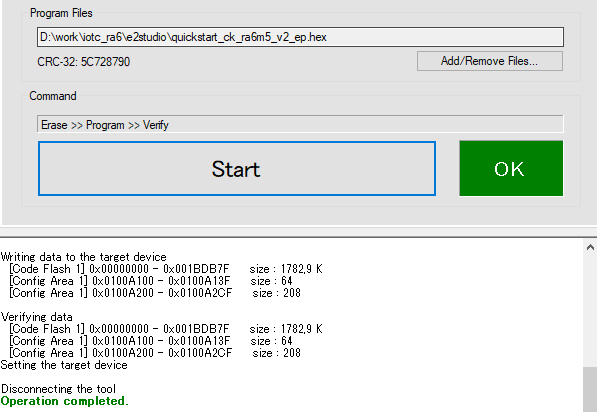 Program Files
D:\work\iotc_ra6\e2studio\quickstart_ck_ra6m5_v2_ep.hex
CRC-32: 5C728790
Add/Remove Files...
Command
Erase >> Program >> Verify
Start
OK
Writing data to the target device
[Code Flash 1] 0x00000000 - 0x001BDB7F size : 1782,9 K
[Config Area 1] 0x0100A100 - 0x0100A13F size : 64
[Config Area 1] 0x0100A200 - 0x0100A2CF size : 208
Verifying data
[Code Flash 1] 0x00000000 - 0x001BDB7F size : 1782,9 K
[Config Area 1] 0x0100A100 - 0x0100A13F size : 64
[Config Area 1] 0x0100A200 - 0x0100A2CF size : 208
Setting the target device
Disconnecting the tool
Operation completed.